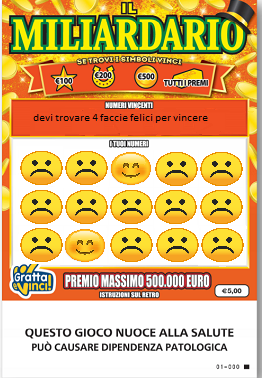 IL
MILIARDARIO
SE TROVI I SIMBOLI VINCI
€100
€200
€500
TUTTI I PREMI
NUMERI VINCENTI
devi trovare 4 faccie felici per vincere
I TUOI NUMERI
Gratta e vinci!
PREMIO MASSIMO 500.000 EURO
ISTRUZIONI SUL RETRO
€5,00
QUESTO GIOCO NUOCE ALLA SALUTE
PUÒ CAUSARE DIPENDENZA PATOLOGICA
01-000